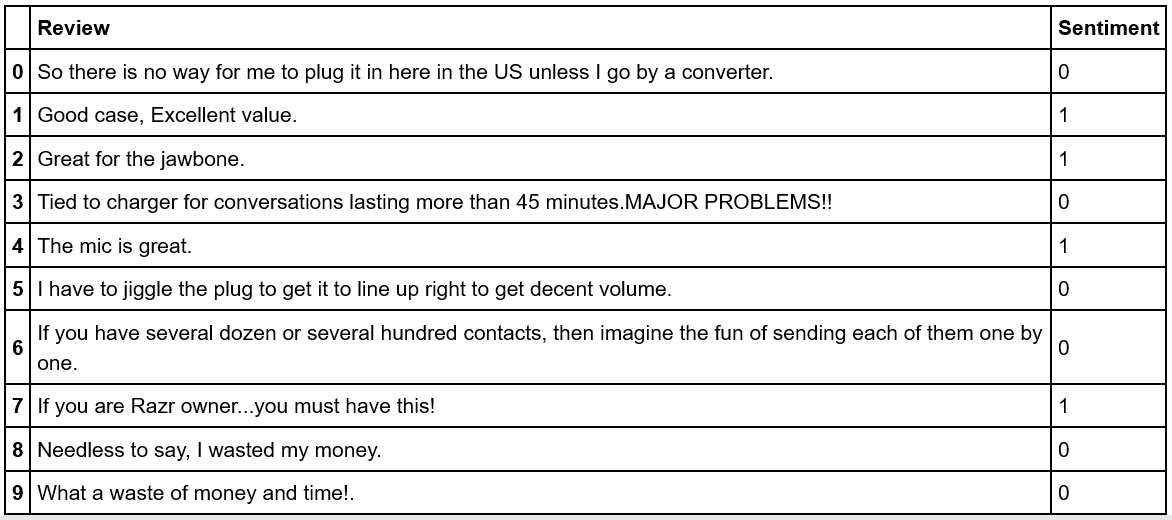 Review Sentiment
0 So there is no way for me to plug it in here in the US unless I go by a converter. 0
1 Good case, Excellent value. 1
2 Great for the jawbone. 1
3 Tied to charger for conversations lasting more than 45 minutes.MAJOR PROBLEMS!! 0
4 The mic is great. 1
5 I have to jiggle the plug to get it to line up right to get decent volume. 0
6 If you have several dozen or several hundred contacts, then imagine the fun of sending each of them one by
one. 0
7 If you are Razr owner...you must have this! 1
8 Needless to say, I wasted my money. 0
9 What a waste of money and time!. 0